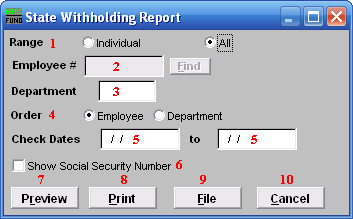 FUND State Withholding Report
Range 1 Individual All
Employee # 2 Find
Department 3
Order 4 Employee Department
Check Dates / / 5 to / / 5
Show Social Security Number 6
7 8 9 10
Preview Print File Cancel